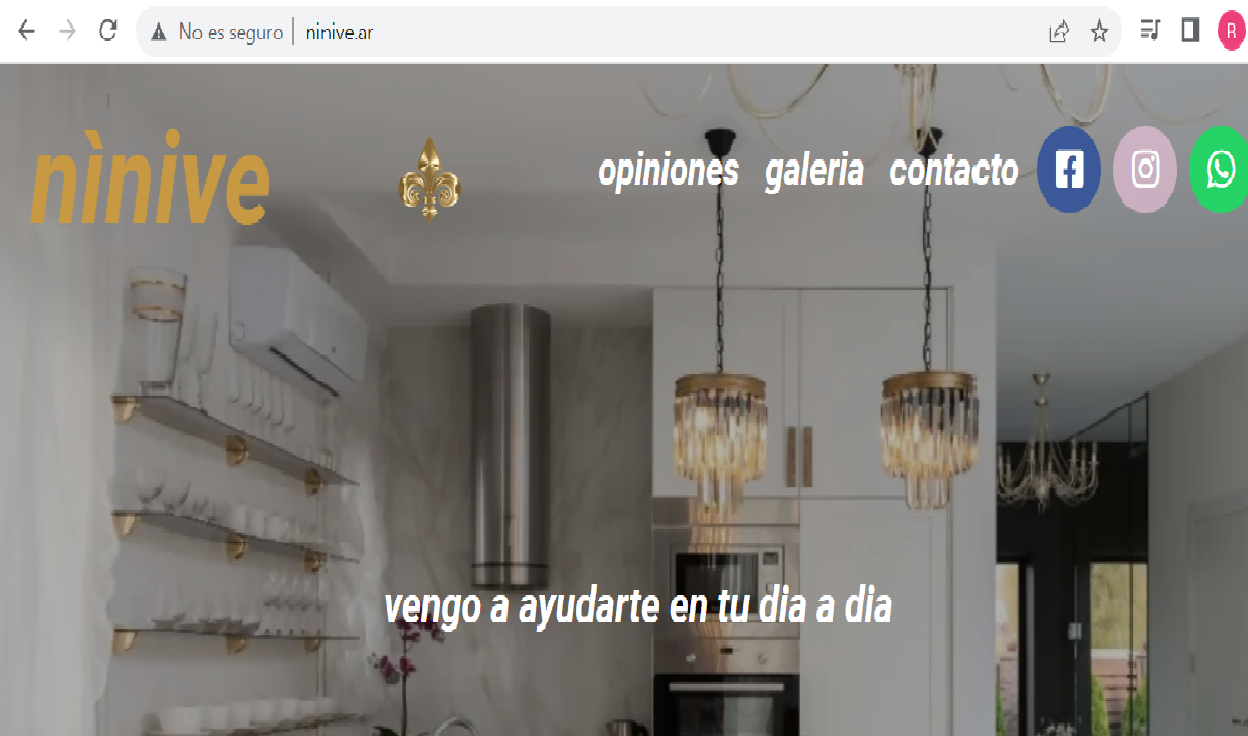 No es seguro | ninive.ar
R
nìnive
opiniones galeria contacto
vengo a ayudarte en tu dia a dia